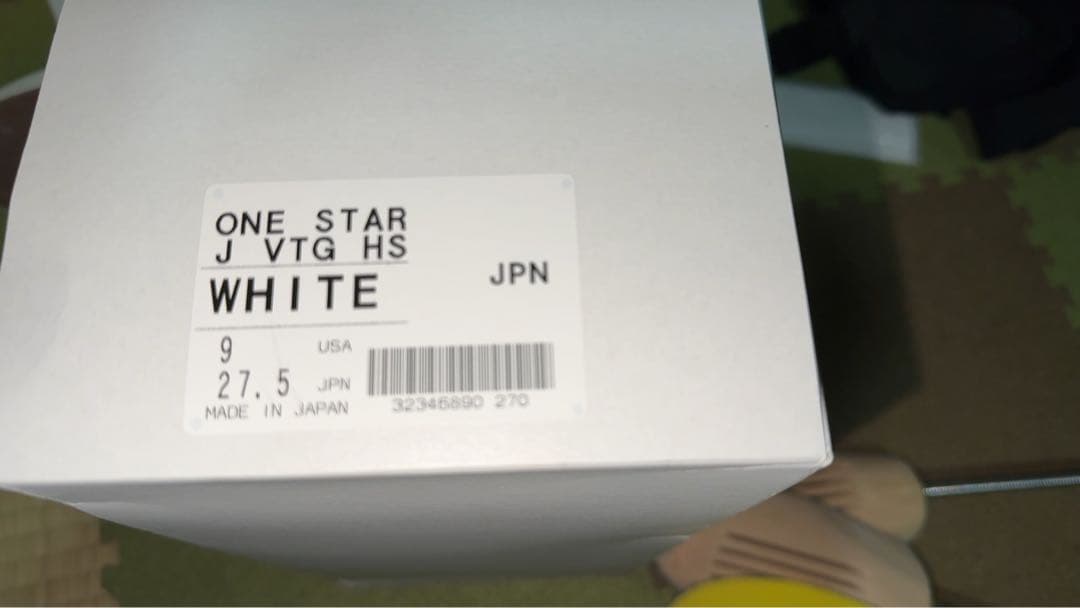 ONE STAR
J VTG HS
WHITE
JPN
9 USA
27.5 JPN
MADE IN JAPAN
32346890 270